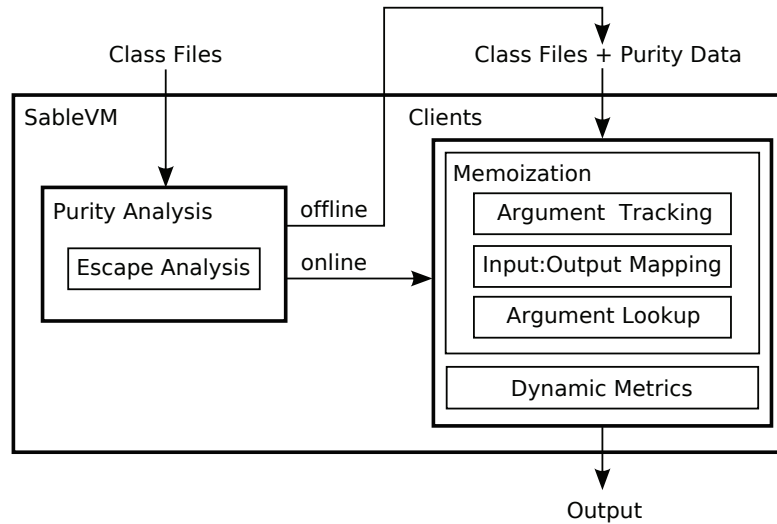 Class Files
Class Files + Purity Data
SableVM
Clients
Purity Analysis
Escape Analysis
offline
online
Memoization
Argument Tracking
Input:Output Mapping
Argument Lookup
Dynamic Metrics
Output